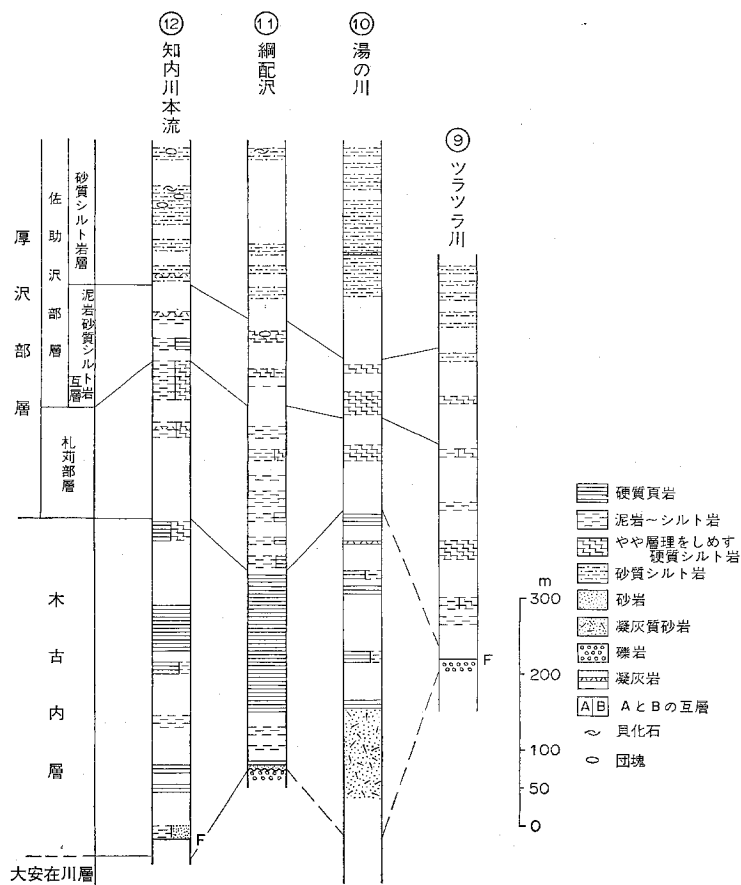 ⑫
知内川本流
⑪
綱配沢
⑩
湯の川
⑨
ツラツラ川
厚沢部層
佐助沢部層
砂質シルト岩層
泥岩砂質シルト岩
互層
札苅部層
木古内層
大安在川層
F
F
m
300
200
100
50
0
硬質頁岩
泥岩〜シルト岩
やや層理をしめす
硬質シルト岩
砂質シルト岩
砂岩
凝灰質砂岩
礫岩
凝灰岩
A B AとBの互層
貝化石
団塊